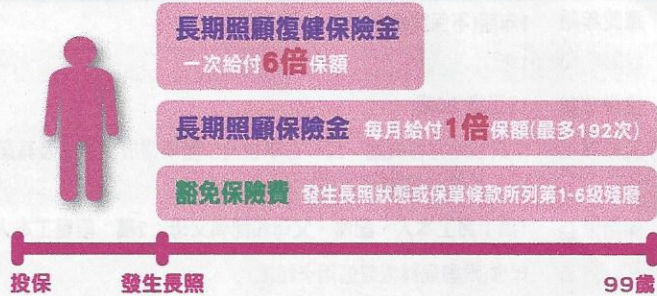 長期照顧復健保險金
一次給付6倍保額
長期照顧保險金 每月給付1倍保額(最多192次)
豁免保險費 發生長照狀態或保單條款所列第1-6級殘廢
投保 發生長照 99歲